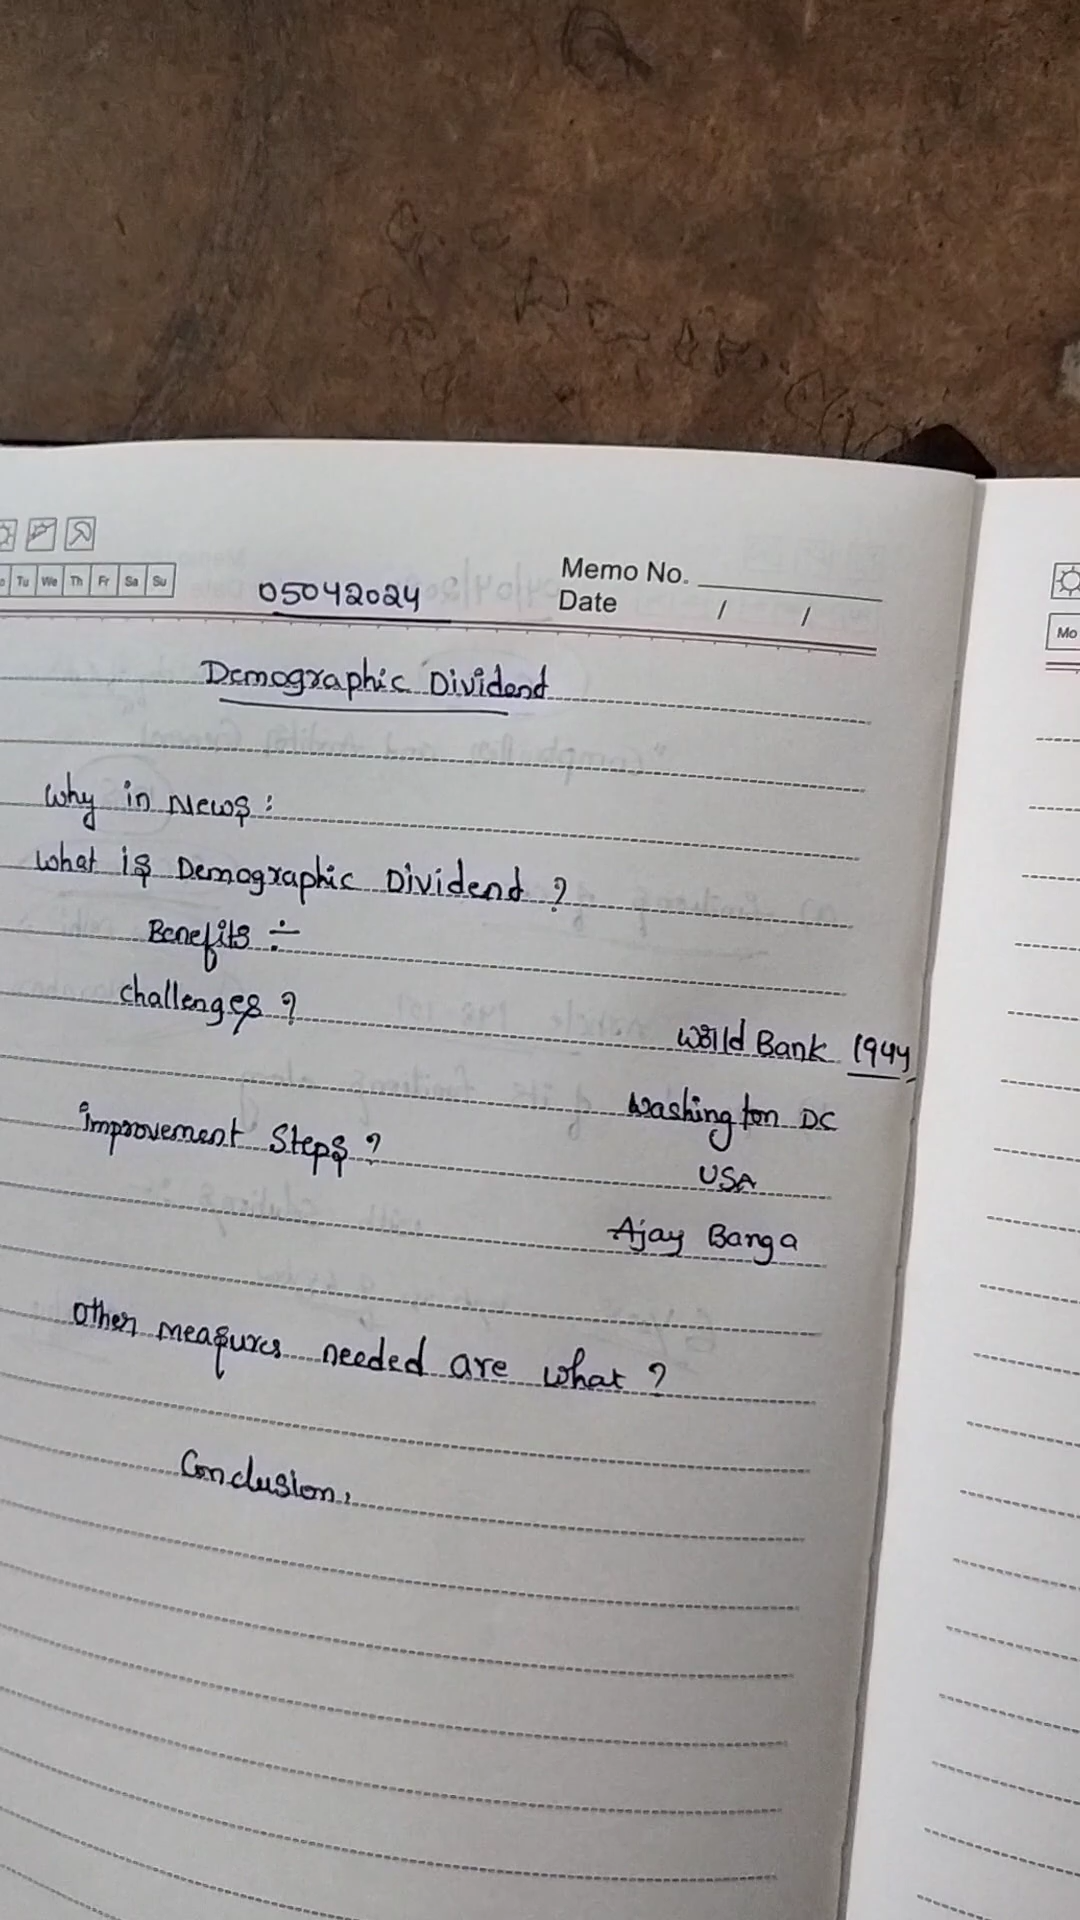 Tu We Th Fr Sa Su
05042024
Memo No.
Date / /
Mo
Demographic Dividend
Why in News :
What is Demographic Dividend ?
Benefits ÷
Challenges ?
World Bank 1944
Washington DC
USA
Improvement Steps ?
Ajay Banga
Other measures needed are what ?
Conclusion,